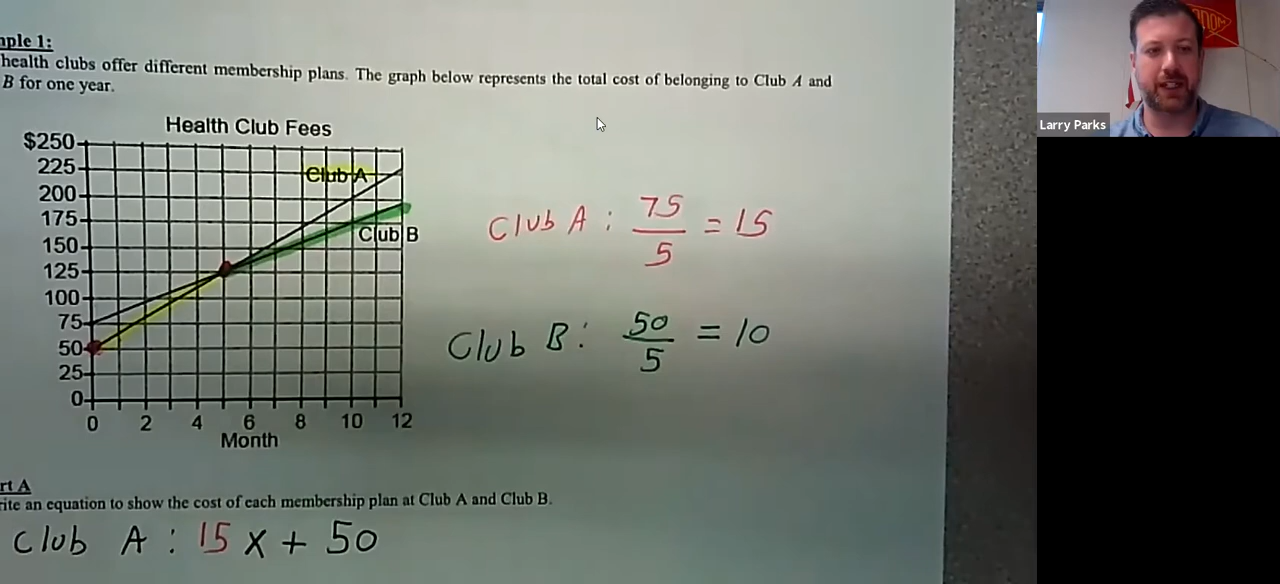 mple 1:
health clubs offer different membership plans. The graph below represents the total cost of belonging to Club A and
B for one year.
Health Club Fees
$250
225
200
175
150
125
100
75
50
25
0
Club A
Club B
0 2 4 6 8 10 12
Month
Club A : 75/5 = 15
Club B : 50/5 = 10
rt A
rite an equation to show the cost of each membership plan at Club A and Club B.
Club A : 15x + 50
Larry Parks